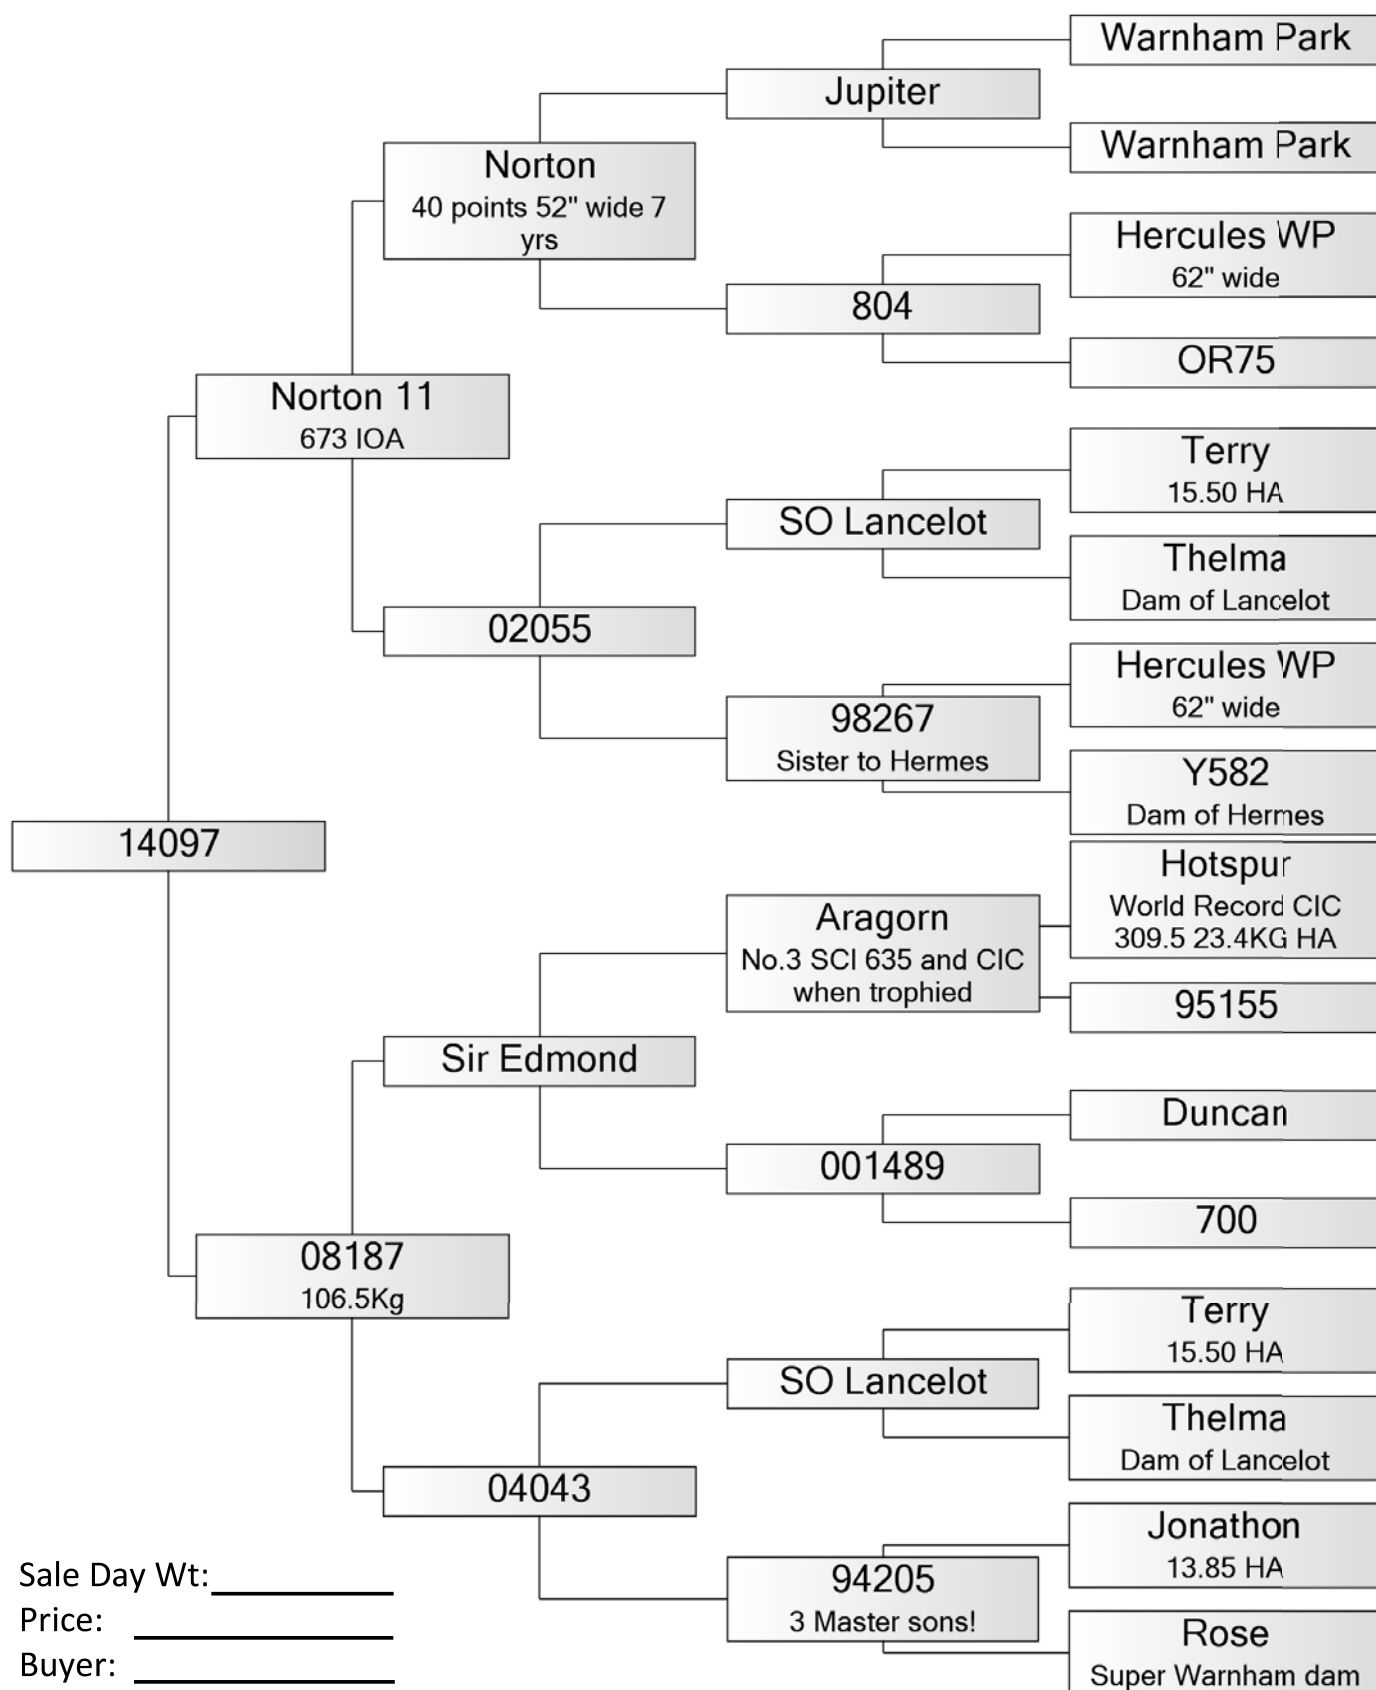 Warnham Park
Jupiter
Warnham Park
Norton
40 points 52" wide 7
yrs
Hercules WP
62" wide
804
OR75
Norton 11
673 IOA
Terry
15.50 HA
SO Lancelot
Thelma
Dam of Lancelot
02055
Hercules WP
62" wide
98267
Sister to Hermes
Y582
Dam of Hermes
14097
Hotspur
World Record CIC
309.5 23.4KG HA
Aragorn
No.3 SCI 635 and CIC
when trophied
95155
Sir Edmond
Duncan
001489
700
08187
106.5Kg
Terry
15.50 HA
SO Lancelot
Thelma
Dam of Lancelot
04043
Jonathon
13.85 HA
94205
3 Master sons!
Rose
Super Warnham dam
Sale Day Wt:
Price:
Buyer: